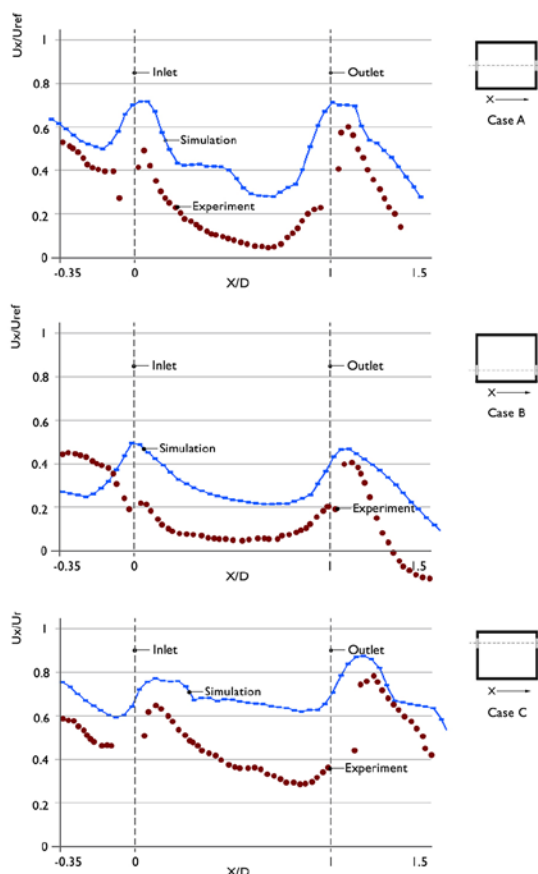 Ux/Uref
1
0.8
0.6
0.4
0.2
0
Inlet
Outlet
Simulation
Experiment
-0.35
0
1
1.5
X/D
X
Case A
Ux/Uref
1
0.8
0.6
0.4
0.2
0
Inlet
Outlet
Simulation
Experiment
-0.35
0
1
1.5
X/D
X
Case B
Ux/Ur
1
0.8
0.6
0.4
0.2
0
Inlet
Outlet
Simulation
Experiment
-0.35
0
1
1.5
X/D
X
Case C